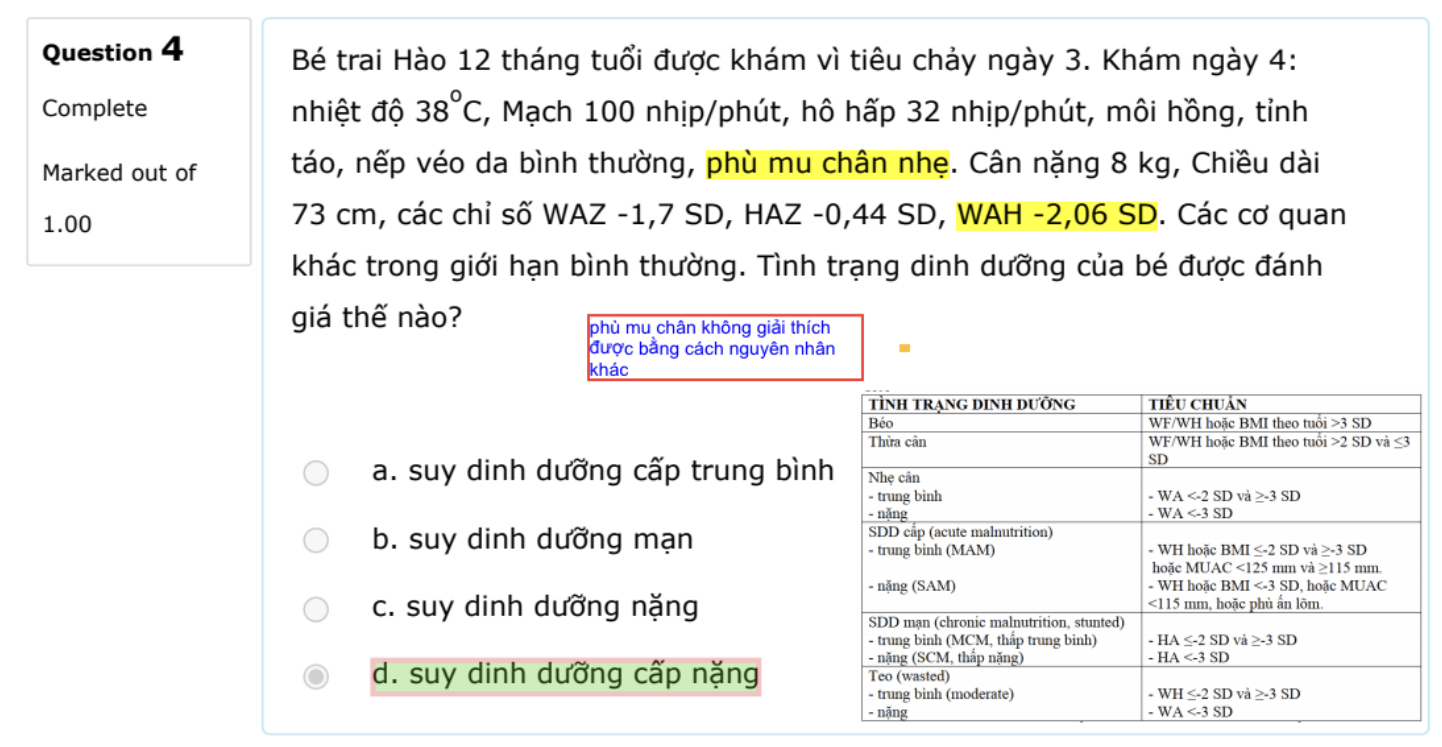 Question 4
Complete
Marked out of
1.00
Bé trai Hào 12 tháng tuổi được khám vì tiêu chảy ngày 3. Khám ngày 4:
nhiệt độ 38°C, Mạch 100 nhịp/phút, hô hấp 32 nhịp/phút, môi hồng, tỉnh
táo, nếp véo da bình thường, phù mu chân nhẹ. Cân nặng 8 kg, Chiều dài
73 cm, các chỉ số WAZ -1,7 SD, HAZ -0,44 SD, WAH -2,06 SD. Các cơ quan
khác trong giới hạn bình thường. Tình trạng dinh dưỡng của bé được đánh
giá thế nào?
phù mu chân không giải thích
được bằng cách nguyên nhân
khác
a. suy dinh dưỡng cấp trung bình
b. suy dinh dưỡng mạn
c. suy dinh dưỡng nặng
d. suy dinh dưỡng cấp nặng
TÌNH TRẠNG DINH DƯỠNG TIÊU CHUẨN
Béo WF/WH hoặc BMI theo tuổi >3 SD
Thừa cân WF/WH hoặc BMI theo tuổi >2 SD và ≤3
SD
Nhẹ cân
- trung bình - WA <-2 SD và ≥-3 SD
- nặng - WA <-3 SD
SDD cấp (acute malnutrition)
- trung bình (MAM) - WH hoặc BMI ≤-2 SD và ≥-3 SD
hoặc MUAC <125 mm và ≥115 mm.
- nặng (SAM) - WH hoặc BMI <-3 SD, hoặc MUAC
<115 mm, hoặc phù ấn lõm.
SDD mạn (chronic malnutrition, stunted)
- trung bình (MCM, thấp trung bình) - HA ≤-2 SD và ≥-3 SD
- nặng (SCM, thấp nặng) - HA <-3 SD
Teo (wasted)
- trung bình (moderate) - WH ≤-2 SD và ≥-3 SD
- nặng - WA <-3 SD